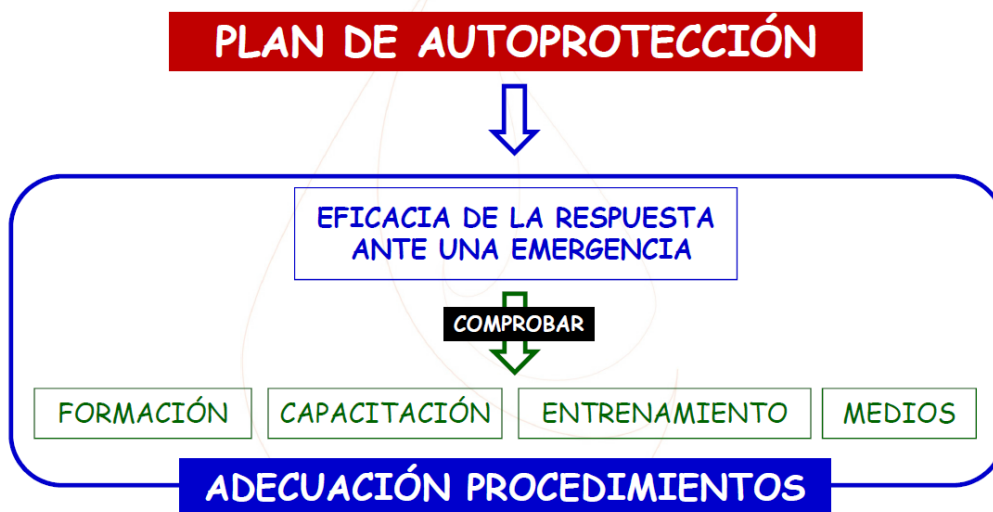 PLAN DE AUTOPROTECCIÓN
EFICACIA DE LA RESPUESTA
ANTE UNA EMERGENCIA
COMPROBAR
FORMACIÓN
CAPACITACIÓN
ENTRENAMIENTO
MEDIOS
ADECUACIÓN PROCEDIMIENTOS